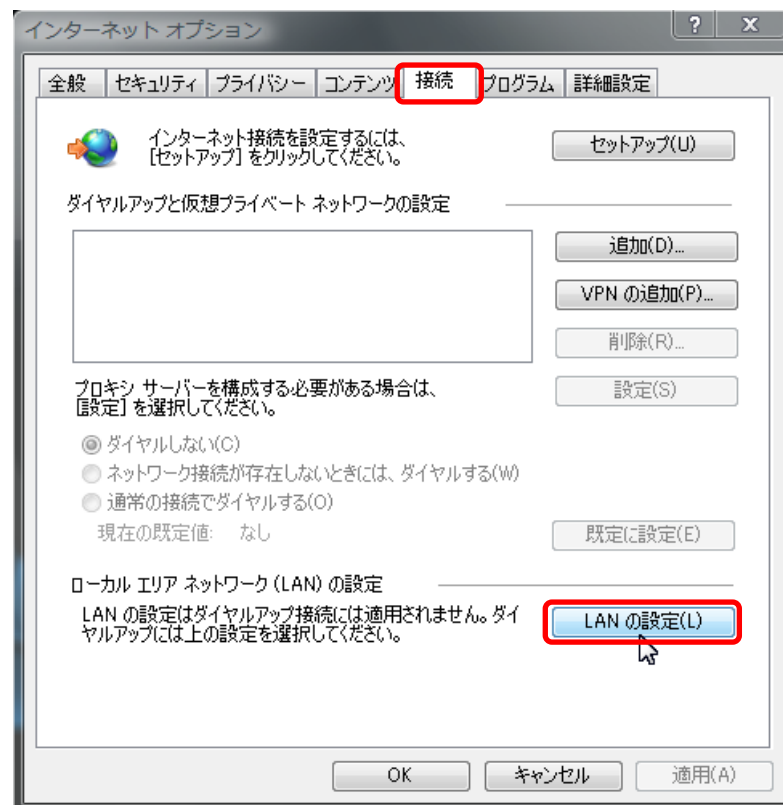 インターネット オプション
? x
全般 セキュリティ プライバシー コンテンツ 接続 プログラム 詳細設定
インターネット接続を設定するには、
[セットアップ] をクリックしてください。
セットアップ(U)
ダイヤルアップと仮想プライベート ネットワークの設定
追加(D)...
VPN の追加(P)...
削除(R)...
プロキシ サーバーを構成する必要がある場合は、
[設定] を選択してください。
設定(S)
ダイヤルしない(C)
ネットワーク接続が存在しないときには、ダイヤルする(W)
通常の接続でダイヤルする(O)
現在の既定値: なし
既定に設定(E)
ローカル エリア ネットワーク (LAN) の設定
LAN の設定はダイヤルアップ接続には適用されません。ダイ
ヤルアップには上の設定を選択してください。
LAN の設定(L)
OK キャンセル 適用(A)